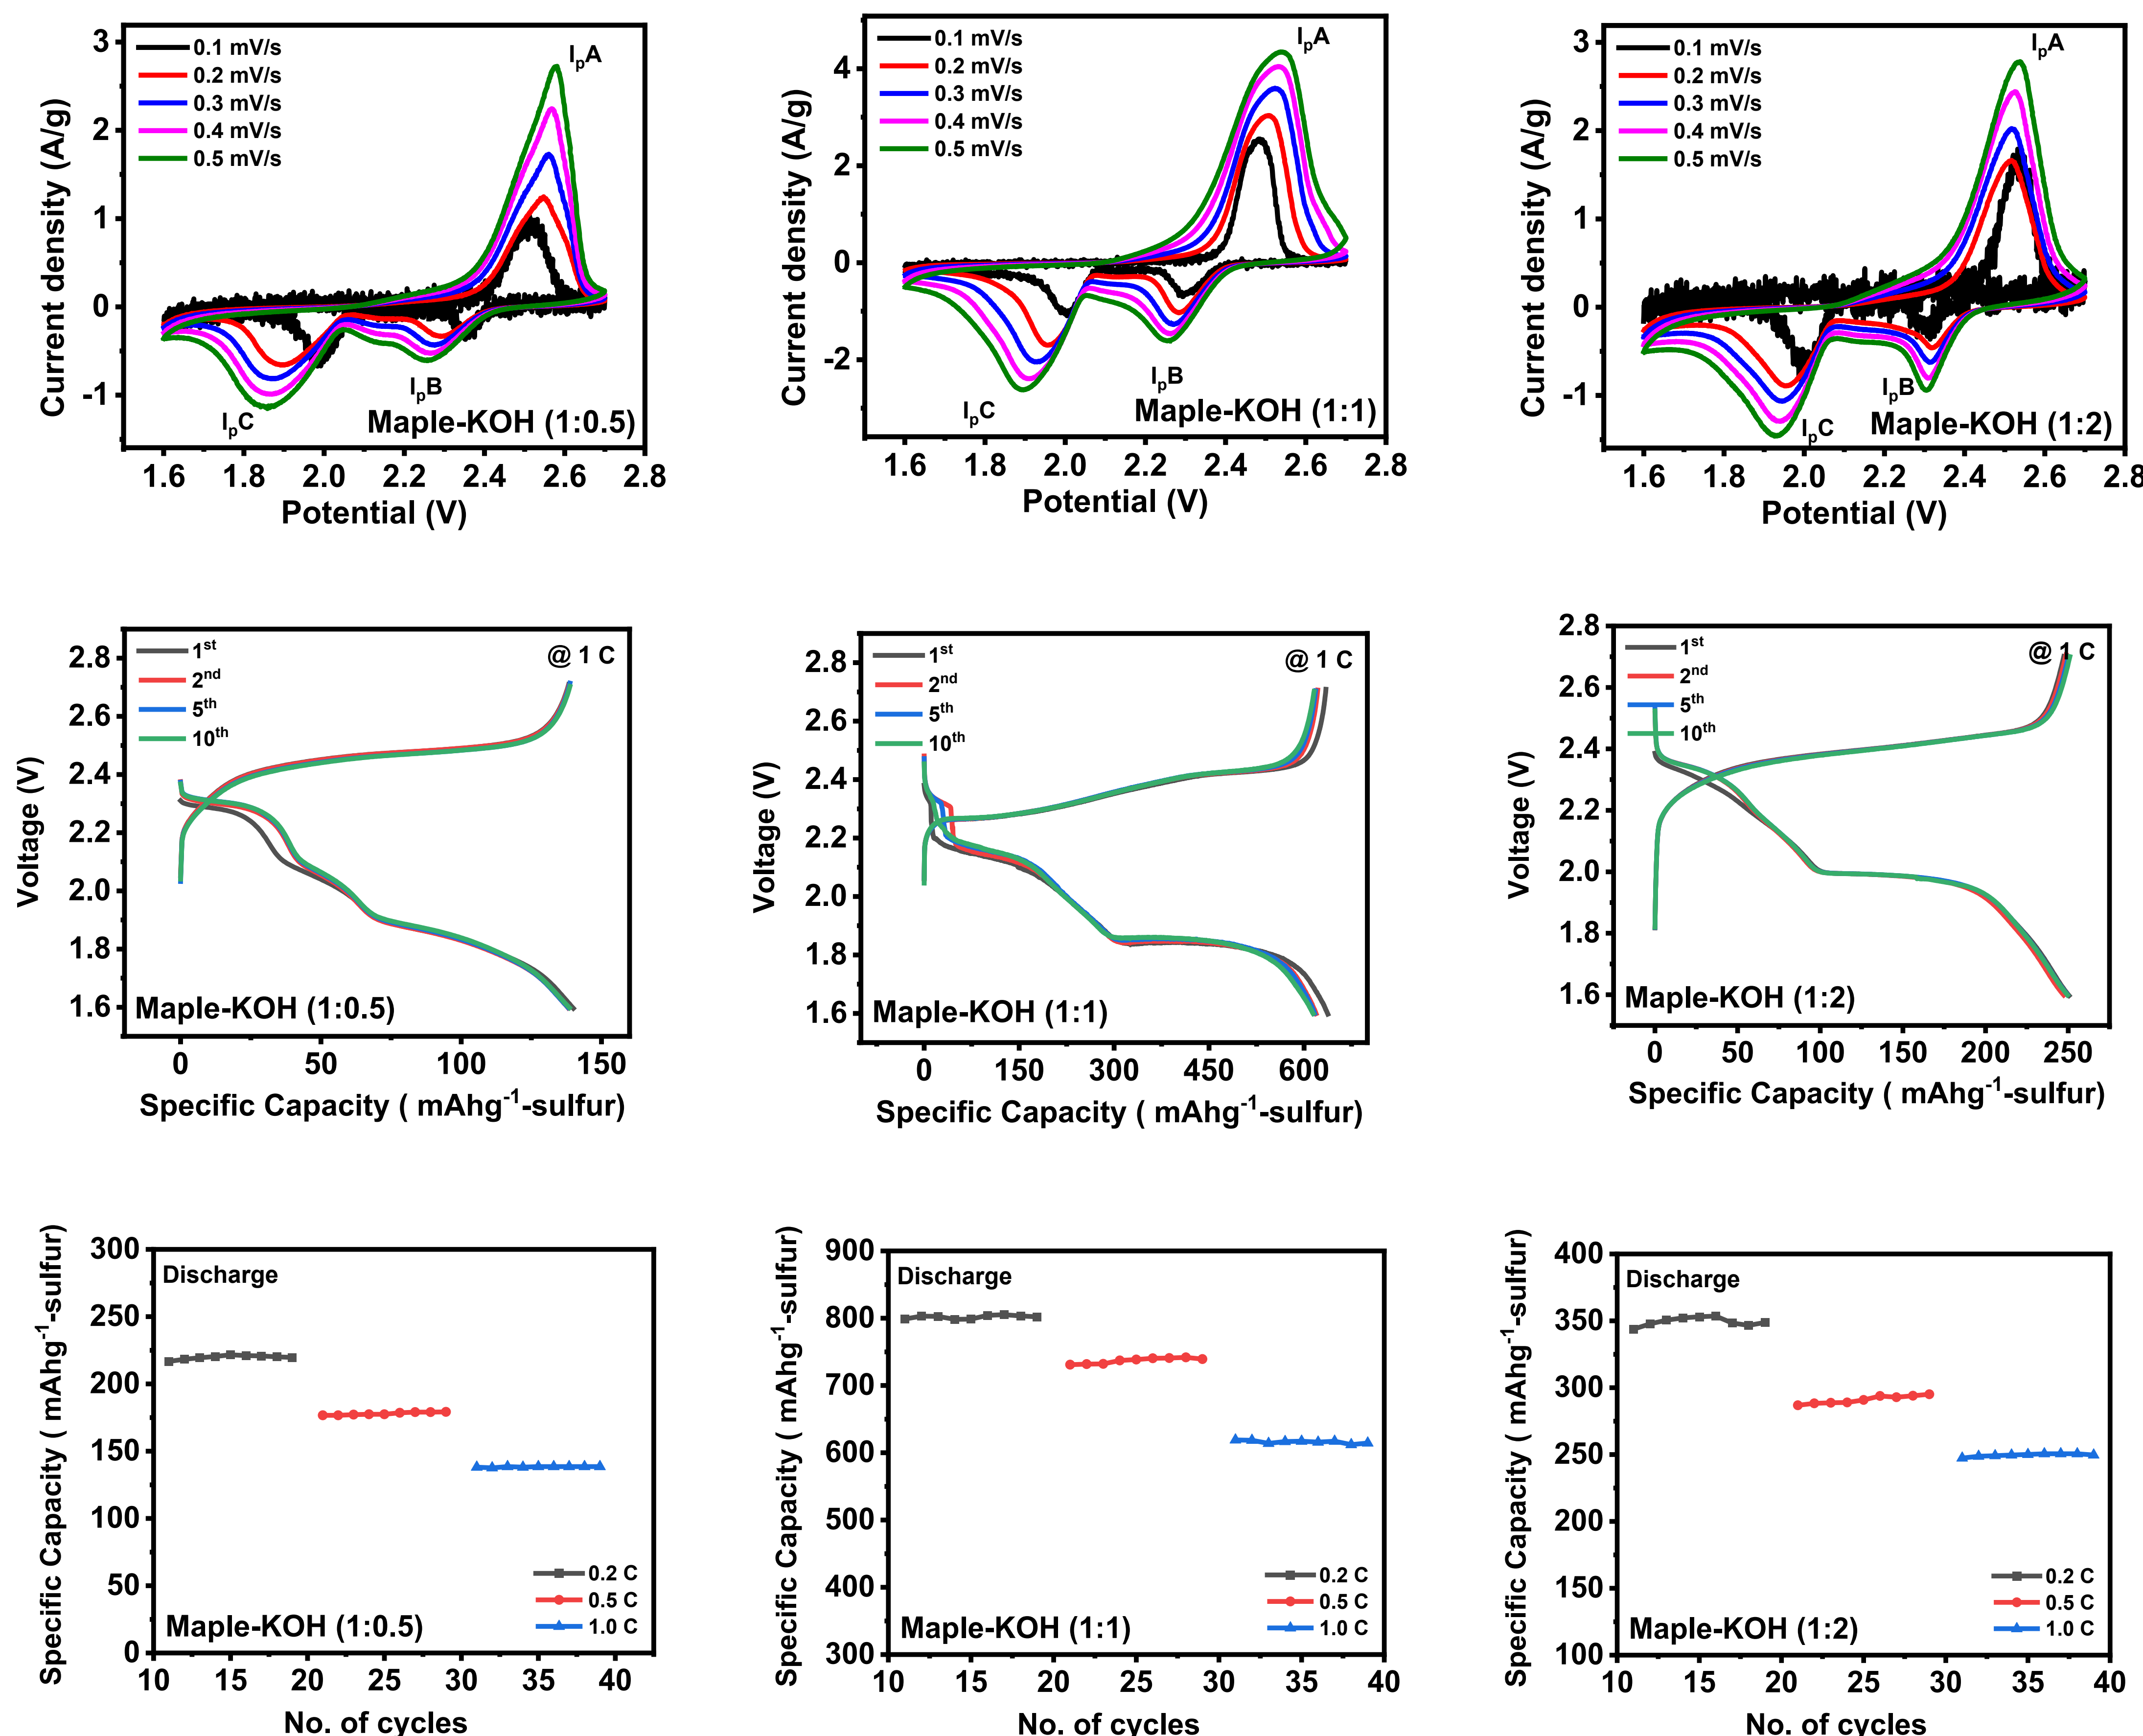 0.1 mV/s
0.2 mV/s
0.3 mV/s
0.4 mV/s
0.5 mV/s
IpA
IpB
IpC
Maple-KOH (1:0.5)
3
2
1
0
-1
1.6 1.8 2.0 2.2 2.4 2.6 2.8
Current density (A/g)
Potential (V)
0.1 mV/s
0.2 mV/s
0.3 mV/s
0.4 mV/s
0.5 mV/s
IpA
IpB
IpC
Maple-KOH (1:1)
4
2
0
-2
1.6 1.8 2.0 2.2 2.4 2.6 2.8
Current density (A/g)
Potential (V)
0.1 mV/s
0.2 mV/s
0.3 mV/s
0.4 mV/s
0.5 mV/s
IpA
IpB
IpC
Maple-KOH (1:2)
3
2
1
0
-1
1.6 1.8 2.0 2.2 2.4 2.6 2.8
Current density (A/g)
Potential (V)
1st
2nd
5th
10th
@ 1 C
Maple-KOH (1:0.5)
2.8
2.6
2.4
2.2
2.0
1.8
1.6
0 50 100 150
Voltage (V)
Specific Capacity ( mAhg-1-sulfur)
1st
2nd
5th
10th
@ 1 C
Maple-KOH (1:1)
2.8
2.6
2.4
2.2
2.0
1.8
1.6
0 150 300 450 600
Voltage (V)
Specific Capacity ( mAhg-1-sulfur)
1st
2nd
5th
10th
@ 1 C
Maple-KOH (1:2)
2.8
2.6
2.4
2.2
2.0
1.8
1.6
0 50 100 150 200 250
Voltage (V)
Specific Capacity ( mAhg-1-sulfur)
Discharge
0.2 C
0.5 C
1.0 C
Maple-KOH (1:0.5)
300
250
200
150
100
50
0
10 15 20 25 30 35 40
Specific Capacity ( mAhg-1-sulfur)
No. of cycles
Discharge
0.2 C
0.5 C
1.0 C
Maple-KOH (1:1)
900
800
700
600
500
400
300
10 15 20 25 30 35 40
Specific Capacity ( mAhg-1-sulfur)
No. of cycles
Discharge
0.2 C
0.5 C
1.0 C
Maple-KOH (1:2)
400
350
300
250
200
150
100
10 15 20 25 30 35 40
Specific Capacity ( mAhg-1-sulfur)
No. of cycles